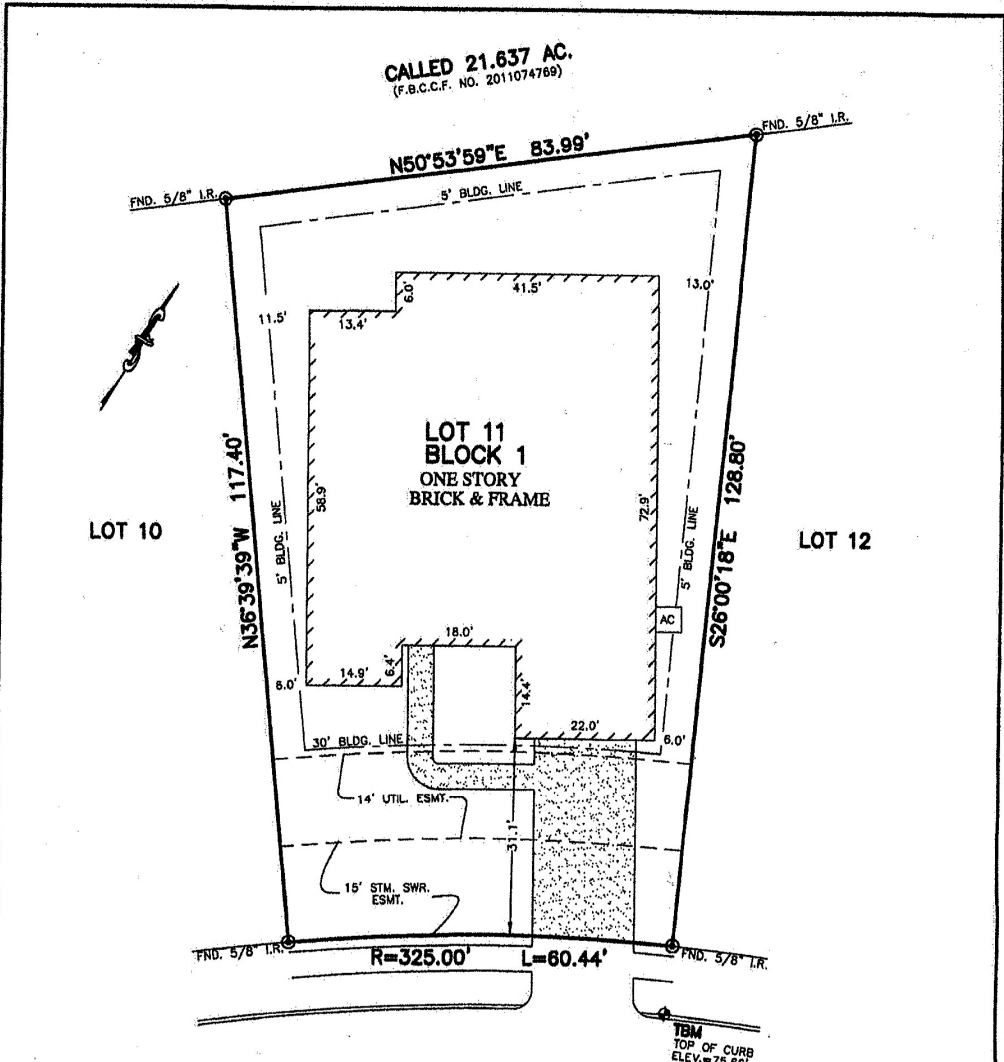 CALLED 21.637 AC.
(F.B.C.C.F. NO. 2011074769)
FND. 5/8" I.R.
N50°53'59"E 83.99'
FND. 5/8" I.R.
5' BLDG. LINE
41.5'
6.0'
13.0'
11.5'
13.4'
LOT 11
BLOCK 1
ONE STORY
BRICK & FRAME
N36°39'39"W 117.40'
58.9'
72.9'
S26°00'18"E 128.80'
LOT 10
LOT 12
5' BLDG. LINE
5' BLDG. LINE
AC
18.0'
6.4'
14.9'
6.0'
14.4'
22.0'
6.0'
30' BLDG. LINE
14' UTIL. ESMT.
31.1'
15' STM. SWR.
ESMT.
FND. 5/8" I.R.
R=325.00' L=60.44'
FND. 5/8" I.R.
TBM
TOP OF CURB